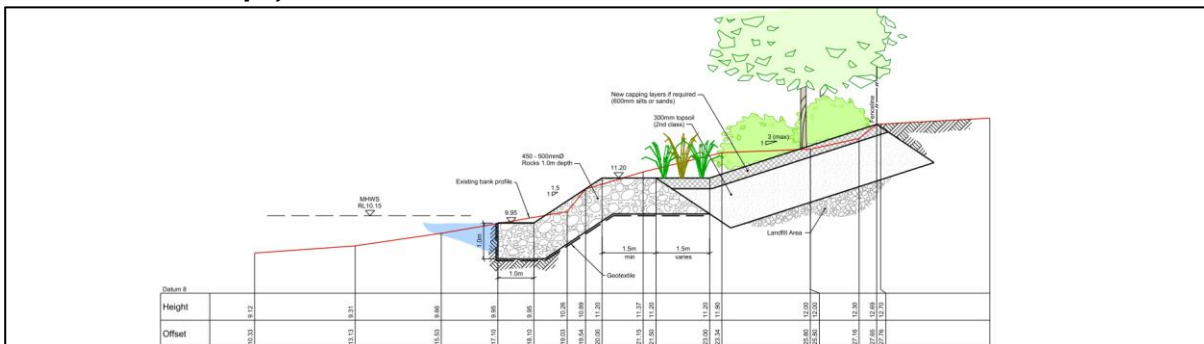 New capping layers if required
(600mm silts or sands)
300mm topsoil
(2nd class)
3 (max)
1
Fenceline
450 - 500mmØ
Rocks 1.0m depth
11.20
Existing bank profile
1.5
1
MHWS
RL10.15
9.95
1.0m
1.0m
Geotextile
1.5m
min
1.5m
varies
Landfill Area
Datum 8
Height
9.12
9.31
9.66
9.95
9.95
10.26
10.89
11.20
11.37
11.20
11.20
11.90
12.00
12.00
12.30
12.69
12.70
Offset
10.33
13.13
15.53
17.10
18.10
19.03
19.54
20.00
21.15
21.50
23.00
23.34
25.80
25.80
27.16
27.65
27.76